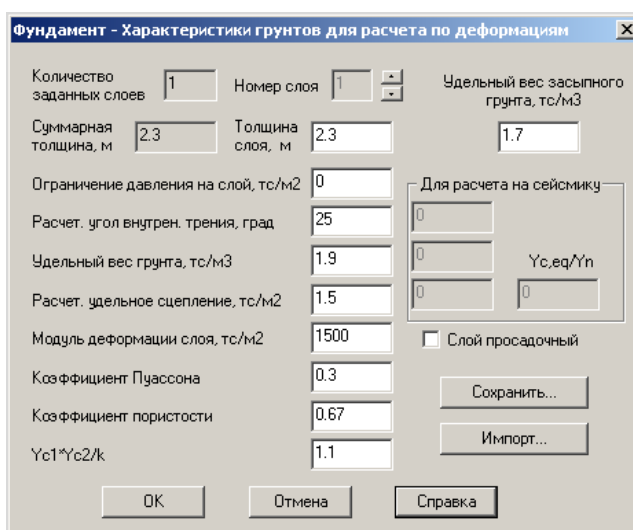 Фундамент - Характеристики грунтов для расчета по деформациям
Количество заданных слоев
1
Номер слоя
1
Удельный вес засыпного грунта, тс/м3
1.7
Суммарная толщина, м
2.3
Толщина слоя, м
2.3
Ограничение давления на слой, тс/м2
0
Расчет. угол внутрен. трения, град
25
Удельный вес грунта, тс/м3
1.9
Расчет. удельное сцепление, тс/м2
1.5
Модуль деформации слоя, тс/м2
1500
Коэффициент Пуассона
0.3
Коэффициент пористости
0.67
Yc1*Yc2/k
1.1
Для расчета на сейсмику
0
0
Yc,eq/Yn
0
0
Слой просадочный
Сохранить...
Импорт...
OK
Отмена
Справка